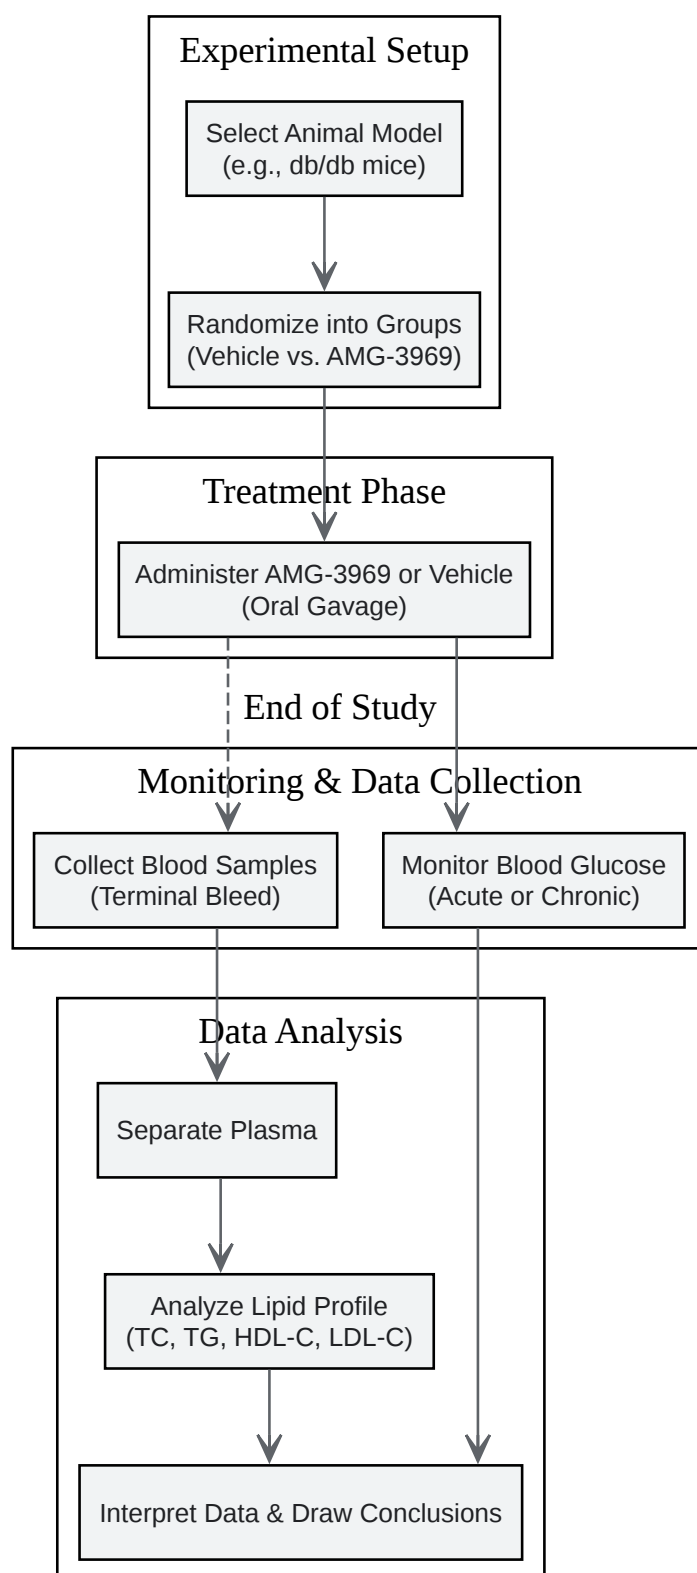 Experimental Setup
Select Animal Model
(e.g., db/db mice)
Randomize into Groups
(Vehicle vs. AMG-3969)
Treatment Phase
Administer AMG-3969 or Vehicle
(Oral Gavage)
End of Study
Monitoring & Data Collection
Collect Blood Samples
(Terminal Bleed)
Monitor Blood Glucose
(Acute or Chronic)
Data Analysis
Separate Plasma
Analyze Lipid Profile
(TC, TG, HDL-C, LDL-C)
Interpret Data & Draw Conclusions